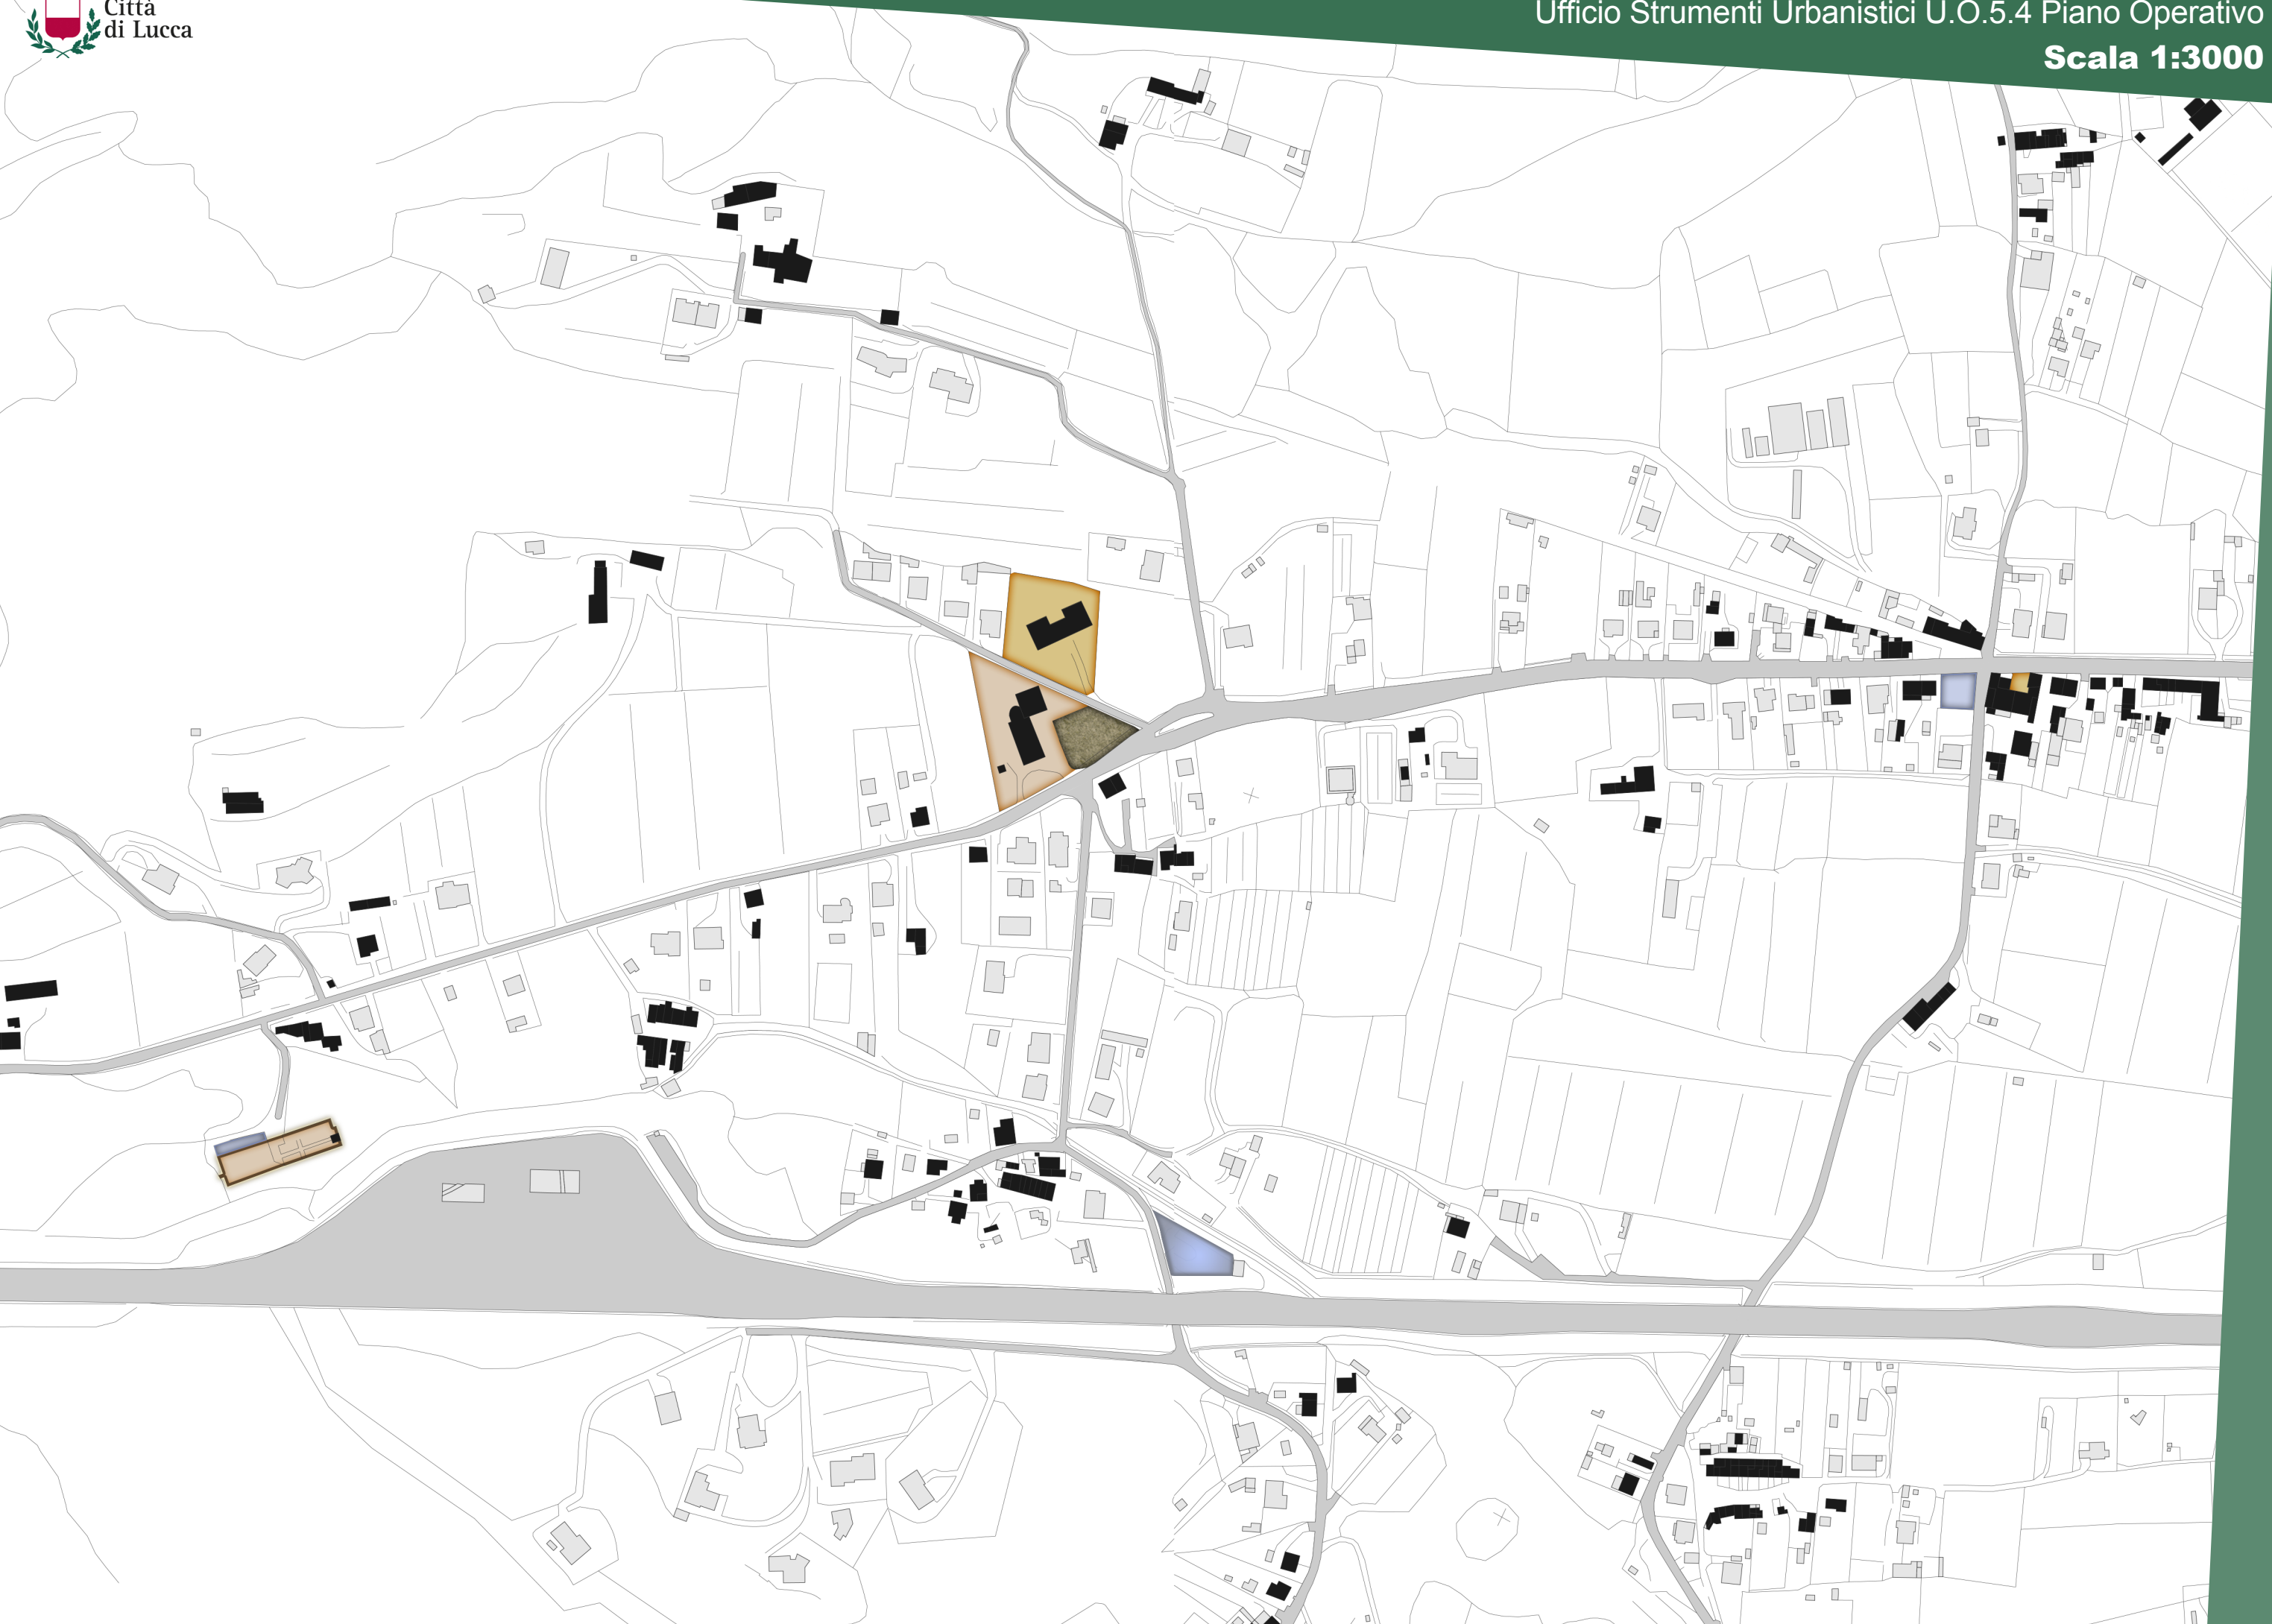 Città
di Lucca
Ufficio Strumenti Urbanistici U.O.5.4 Piano Operativo
Scala 1:3000